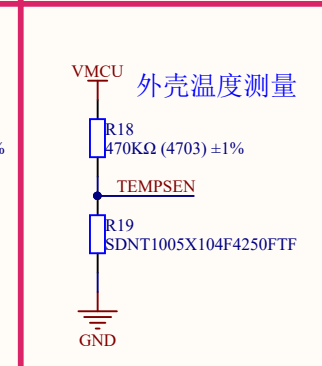 VMCU
外壳温度测量
%
R18
470KΩ (4703) ±1%
TEMPSEN
R19
SDNT1005X104F4250FTF
GND